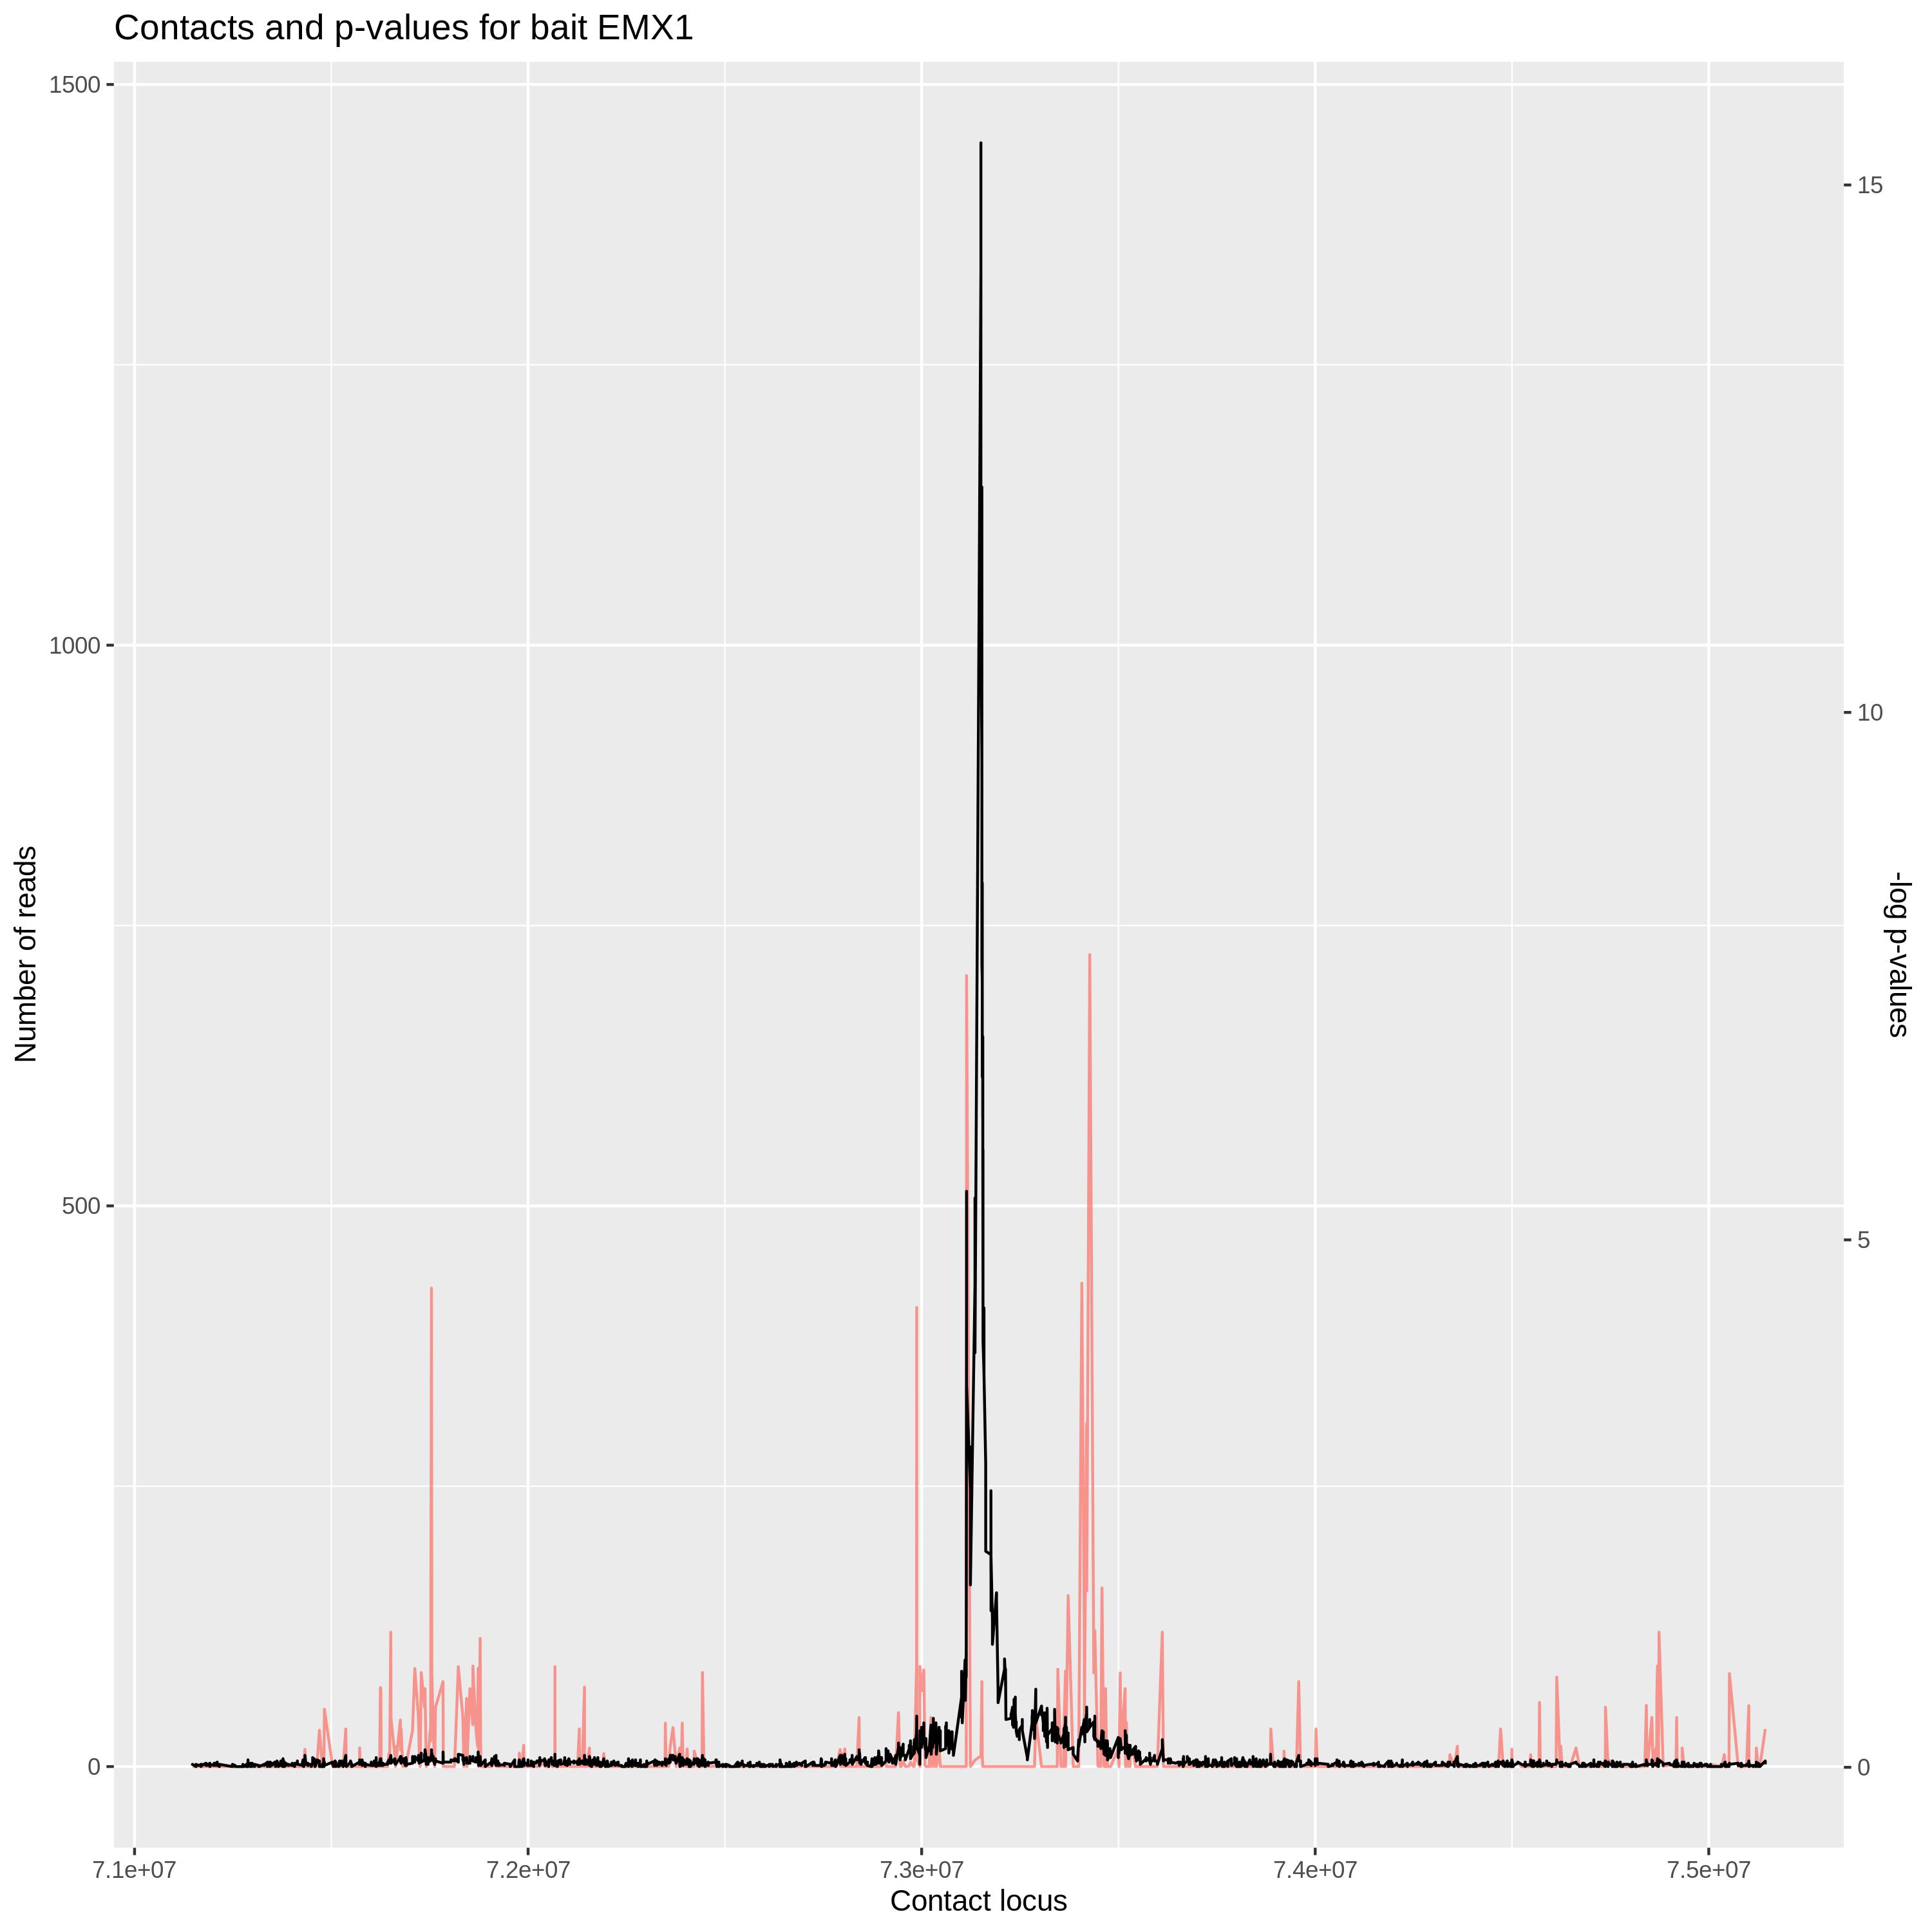 Contacts and p-values for bait EMX1
1500
1000
500
0
15
10
5
0
Number of reads
-log p-values
7.1e+07 7.2e+07 7.3e+07 7.4e+07 7.5e+07
Contact locus